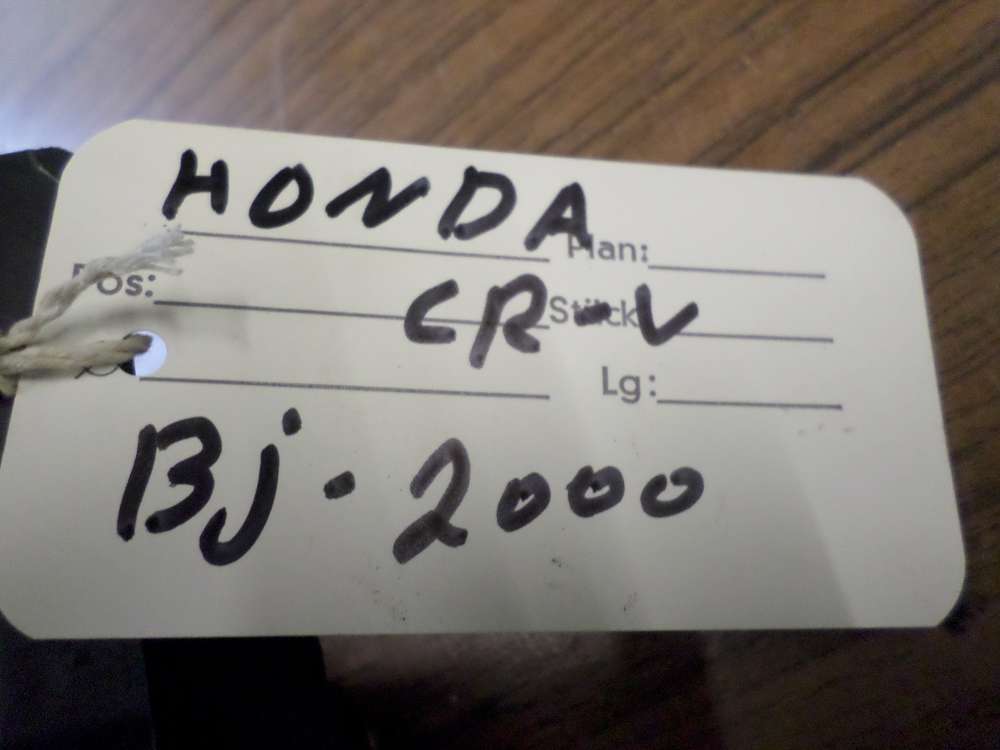 HONDA
Plan:
Pos:
CR-V
Stück
Lg:
Bj. 2000